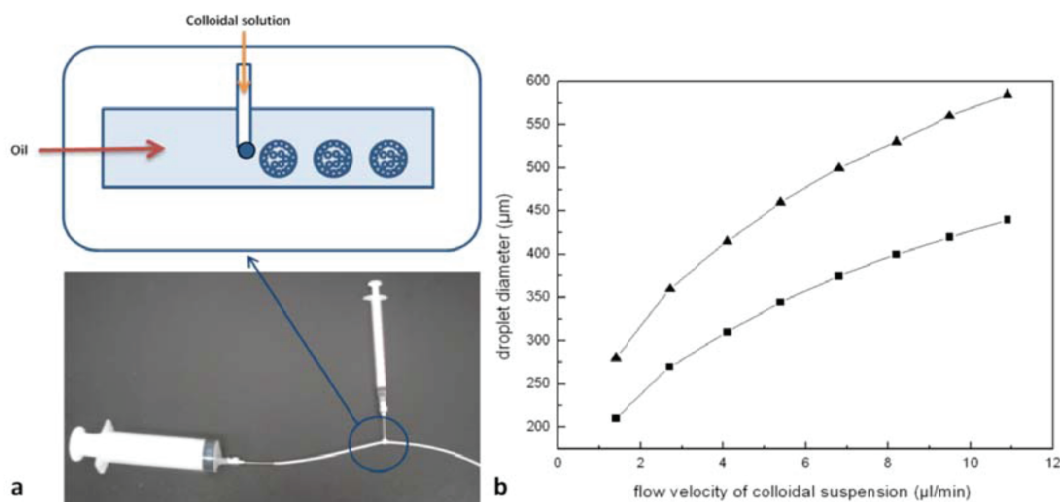 Colloidal solution
Oil
a
600
550
500
450
400
350
300
250
200
droplet diameter (μm)
0 2 4 6 8 10 12
flow velocity of colloidal suspension (μl/min)
b